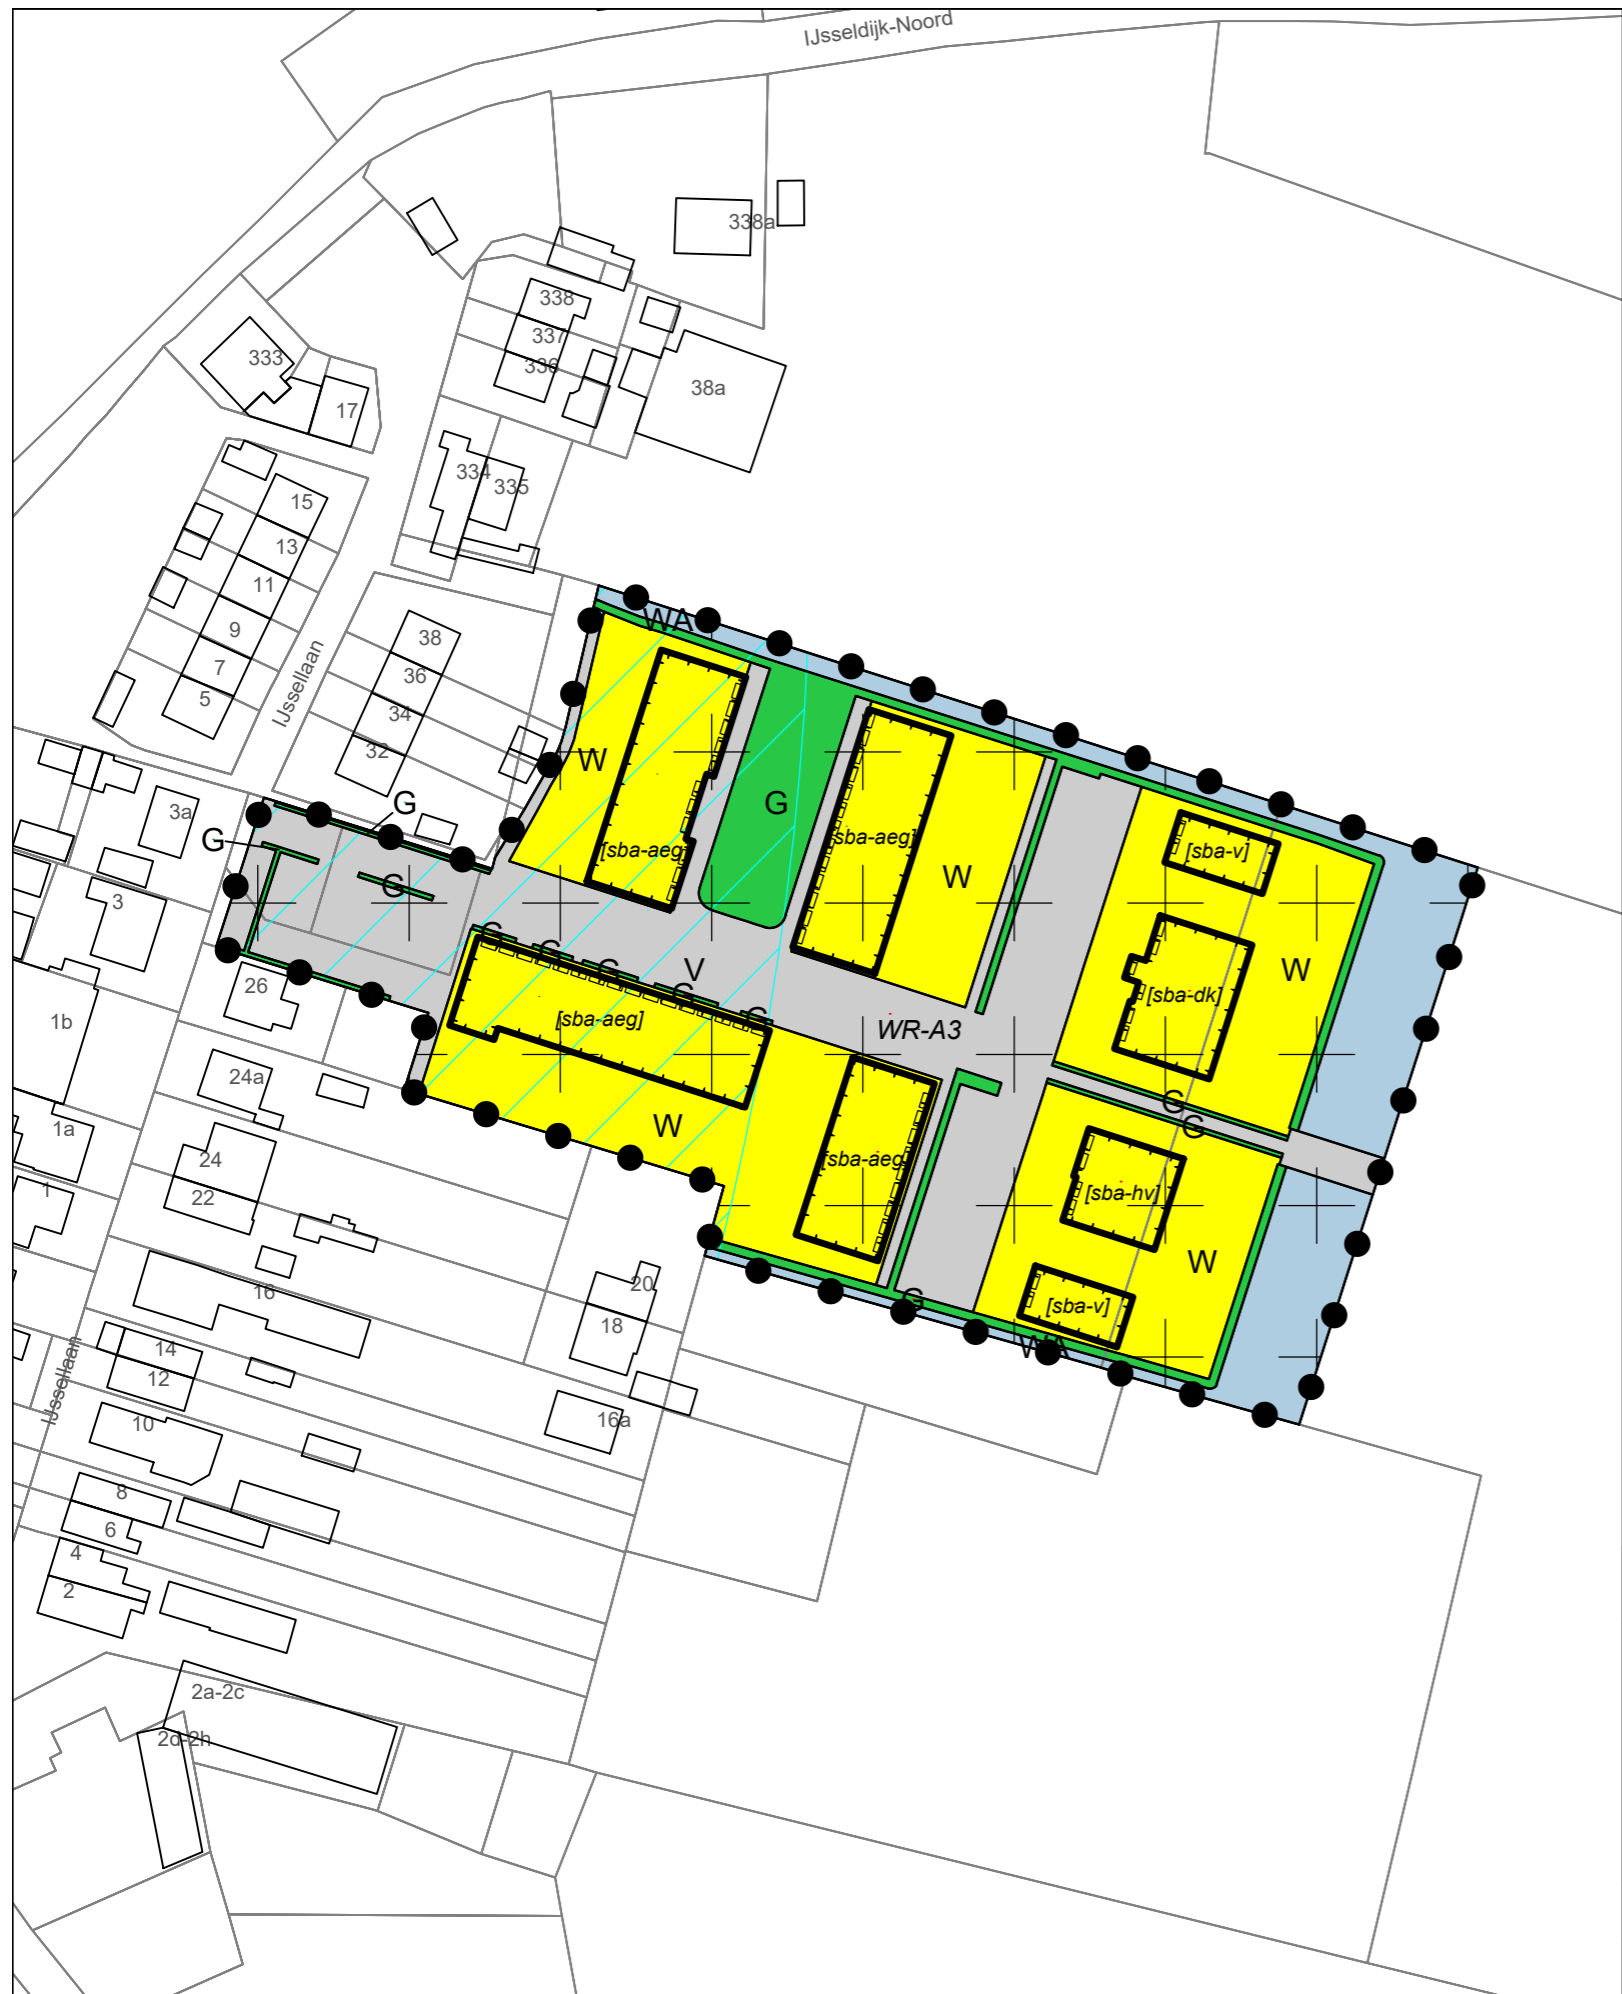 IJsseldijk-Noord
338a
338
337
336
333
17
38a
334
335
15
13
11
9
7
5
IJssellaan
38
36
34
32
WA
W
G
G
G
G
3a
3
[sba-aeg]
[sba-aeg]
W
[sba-v]
W
[sba-dk]
G
G
G
G
G
V
[sba-aeg]
WR-A3
26
1b
24a
1a
24
22
1
W
[sba-aeg]
G
G
[sba-hv]
W
[sba-v]
G
WA
16
20
18
14
12
10
16a
IJssellaan
8
6
4
2
2a-2c
2d-2h